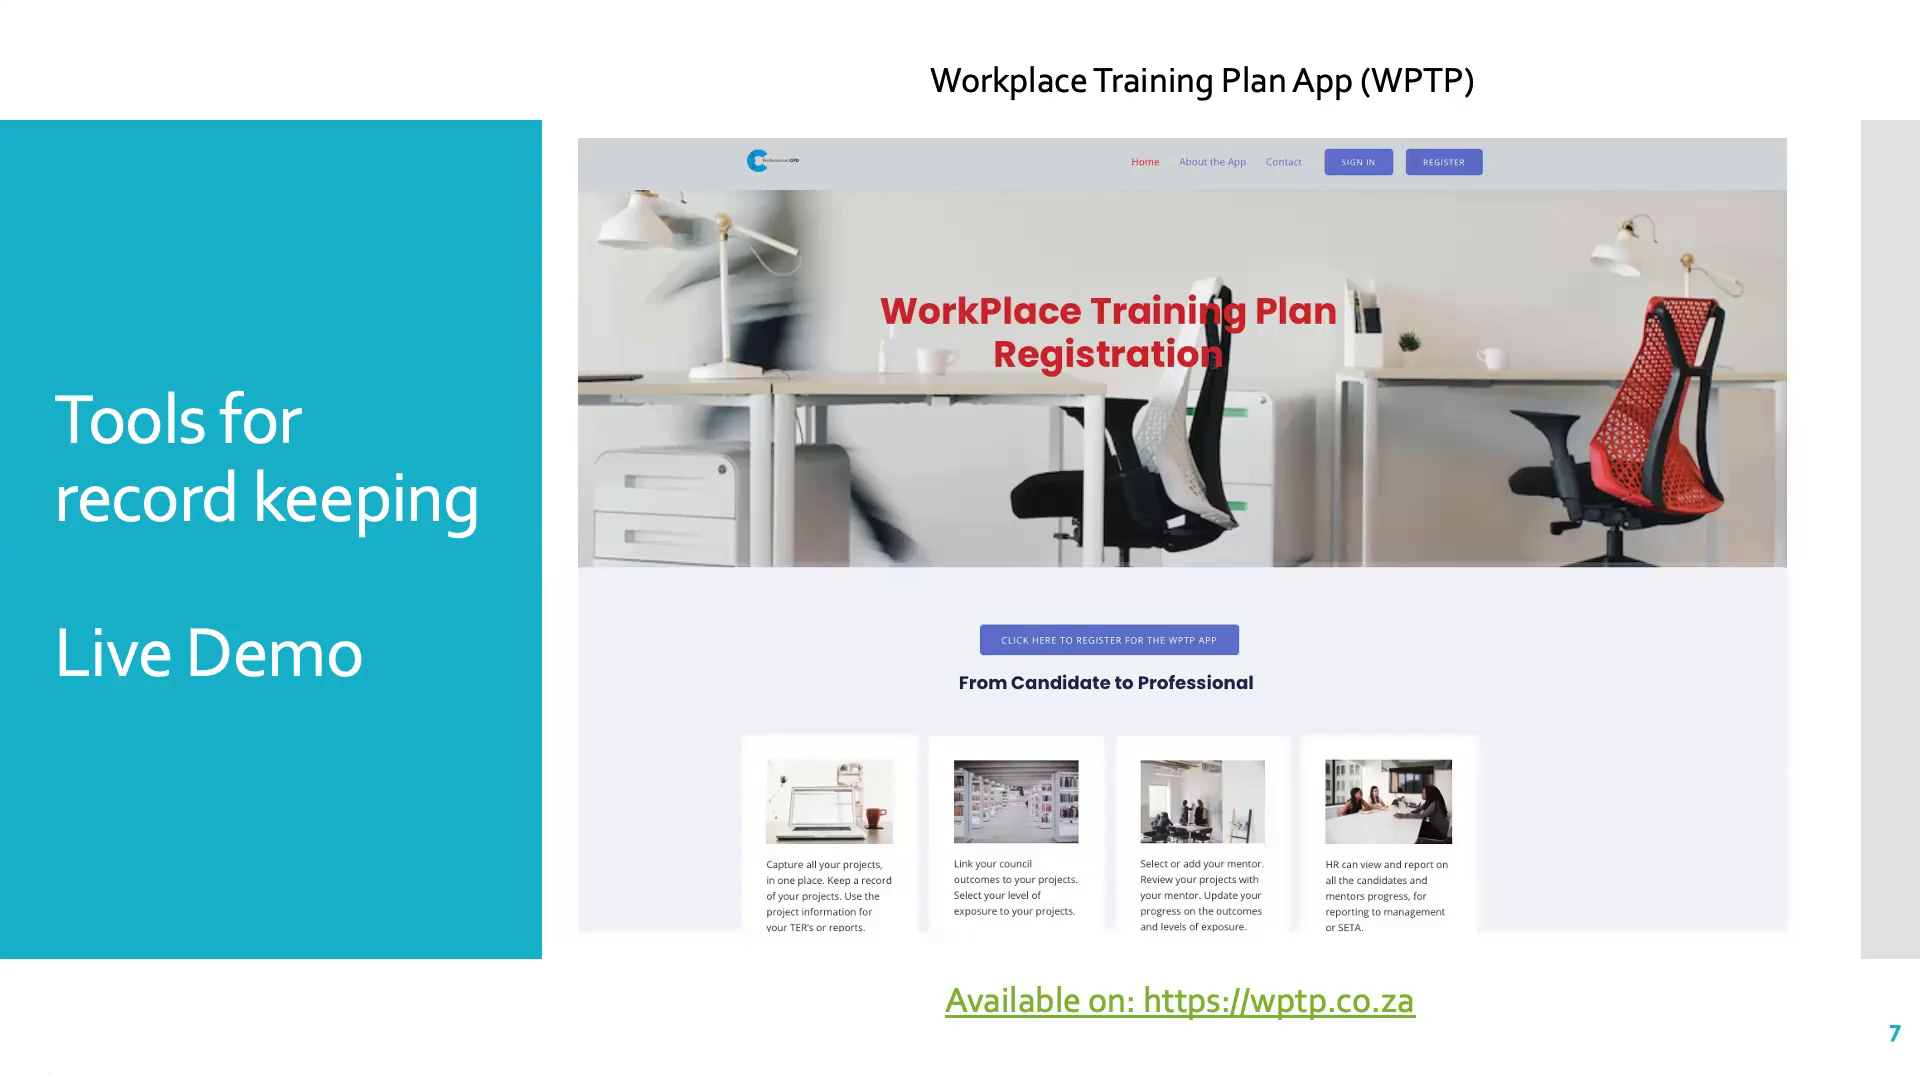 Workplace Training Plan App (WPTP)
Tools for
record keeping
Live Demo
Professional CPD
Home About the App Contact SIGN IN REGISTER
WorkPlace Training Plan
Registration
CLICK HERE TO REGISTER FOR THE WPTP APP
From Candidate to Professional
Capture all your projects,
in one place. Keep a record
of your projects. Use the
project information for
your TER's or reports.
Link your council
outcomes to your projects.
Select your level of
exposure to your projects.
Select or add your mentor.
Review your projects with
your mentor. Update your
progress on the outcomes
and levels of exposure.
HR can view and report on
all the candidates and
mentors progress, for
reporting to management
or SETA.
Available on: https://wptp.co.za
7